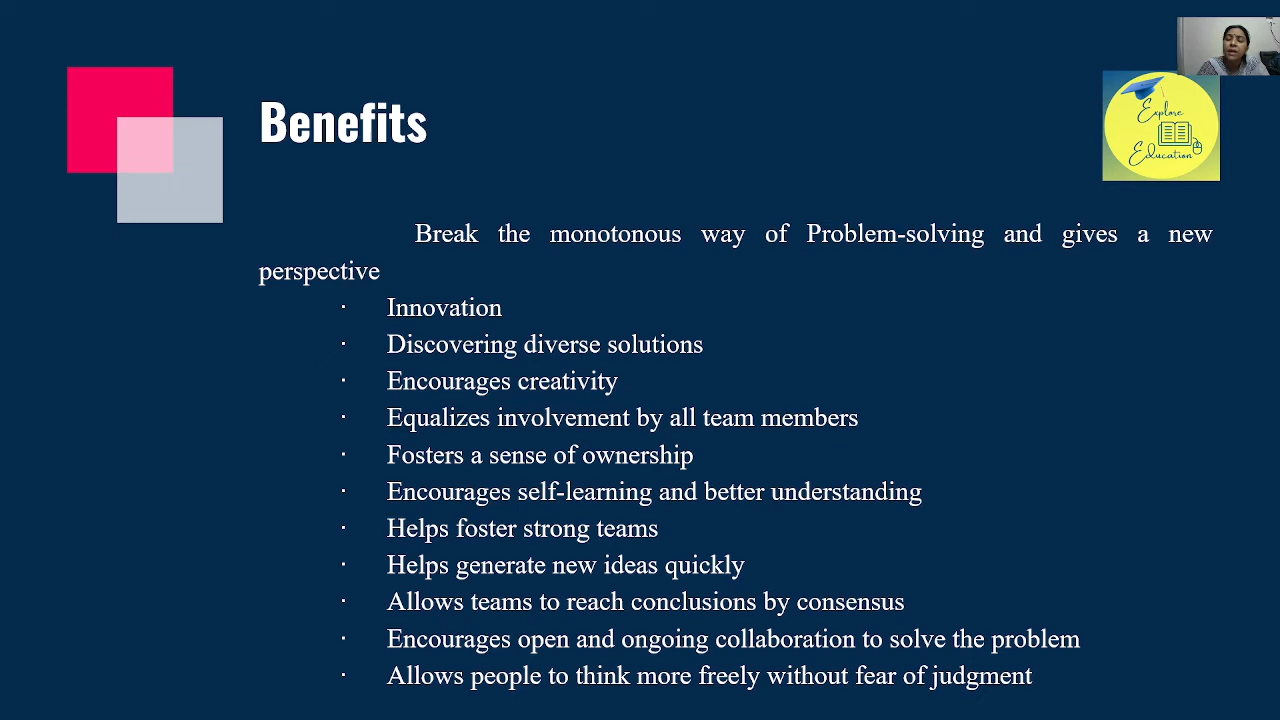 Benefits
Explore
Education
Break the monotonous way of Problem-solving and gives a new
perspective
· Innovation
· Discovering diverse solutions
· Encourages creativity
· Equalizes involvement by all team members
· Fosters a sense of ownership
· Encourages self-learning and better understanding
· Helps foster strong teams
· Helps generate new ideas quickly
· Allows teams to reach conclusions by consensus
· Encourages open and ongoing collaboration to solve the problem
· Allows people to think more freely without fear of judgment